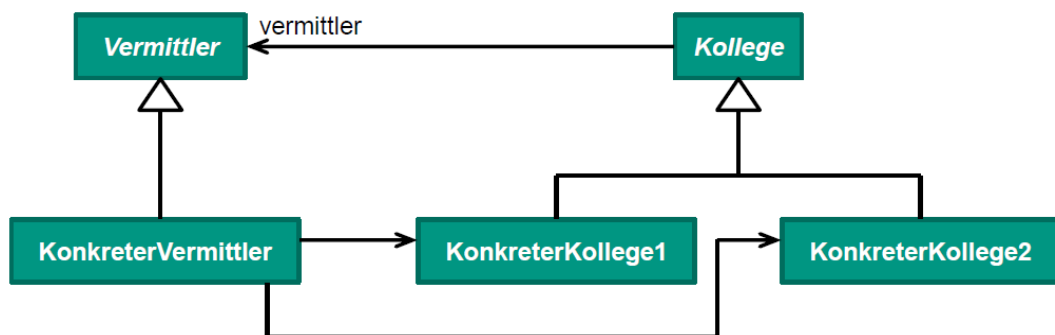 Vermittler
vermittler
Kollege
KonkreterVermittler
KonkreterKollege1
KonkreterKollege2